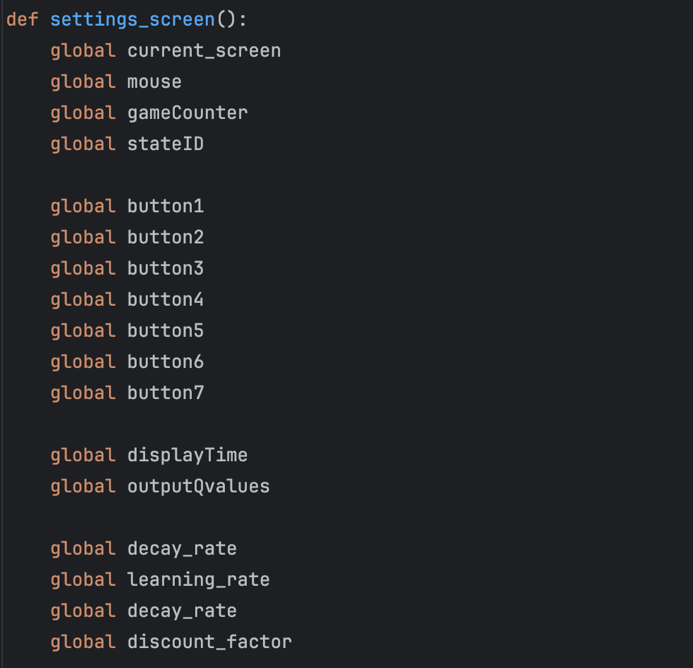 def settings_screen():
    global current_screen
    global mouse
    global gameCounter
    global stateID
    global button1
    global button2
    global button3
    global button4
    global button5
    global button6
    global button7
    global displayTime
    global outputQvalues
    global decay_rate
    global learning_rate
    global decay_rate
    global discount_factor